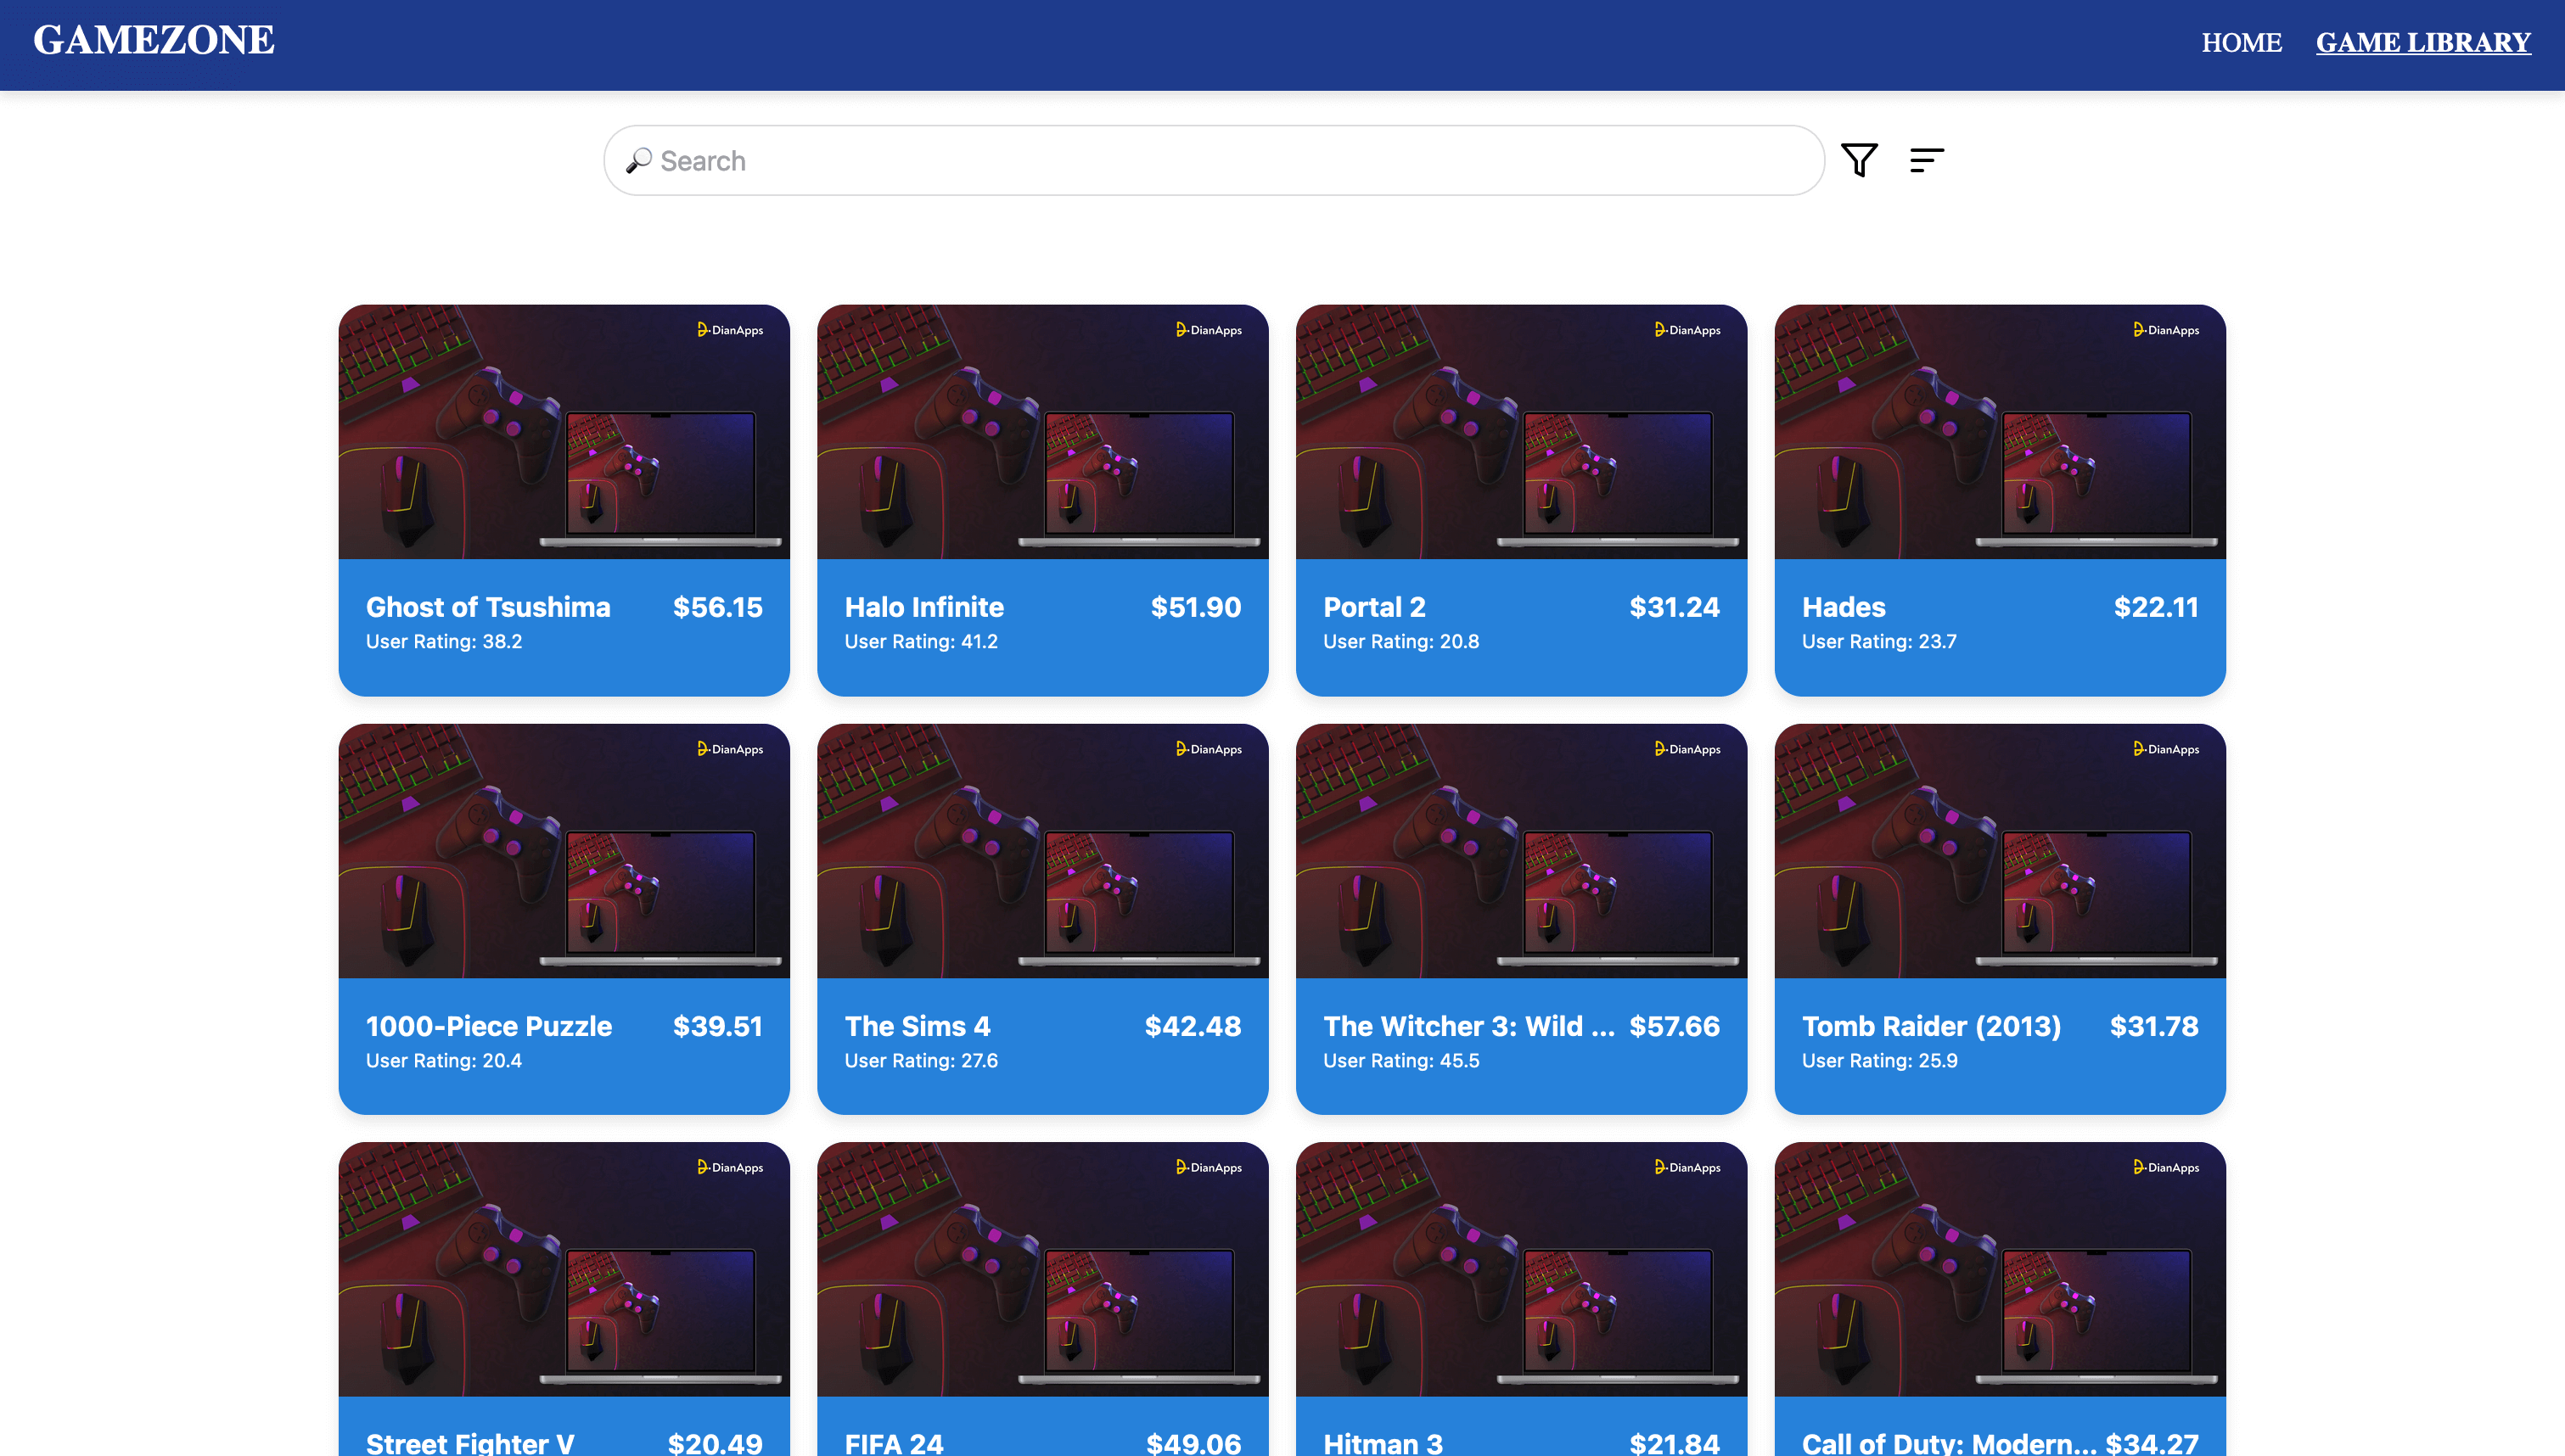 GAMEZONE
HOME
GAME LIBRARY
Search
DianApps
DianApps
DianApps
DianApps
Ghost of Tsushima $56.15
User Rating: 38.2
Halo Infinite $51.90
User Rating: 41.2
Portal 2 $31.24
User Rating: 20.8
Hades $22.11
User Rating: 23.7
DianApps
DianApps
DianApps
DianApps
1000-Piece Puzzle $39.51
User Rating: 20.4
The Sims 4 $42.48
User Rating: 27.6
The Witcher 3: Wild ... $57.66
User Rating: 45.5
Tomb Raider (2013) $31.78
User Rating: 25.9
DianApps
DianApps
DianApps
DianApps
Street Fighter V $20.49
FIFA 24 $49.06
Hitman 3 $21.84
Call of Duty: Modern... $34.27